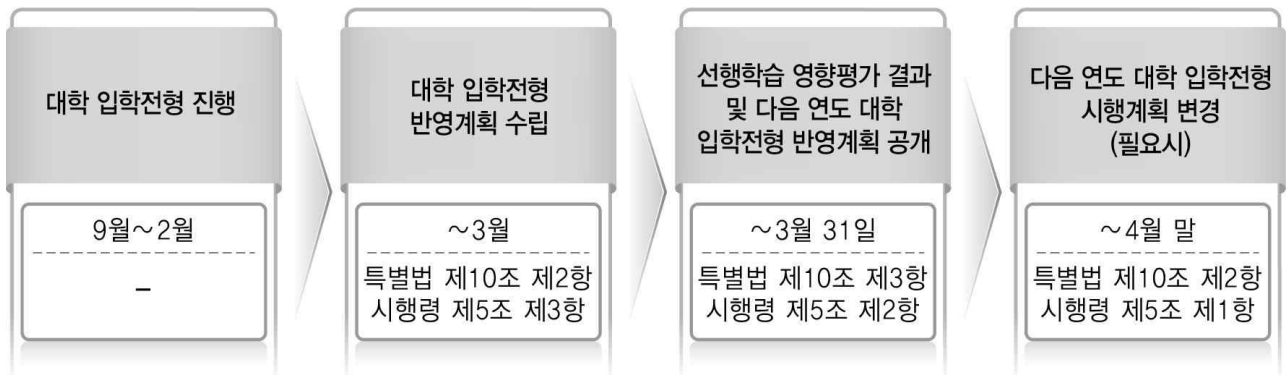 대학 입학전형 진행
9월～2월
–
대학 입학전형
반영계획 수립
～3월
특별법 제10조 제2항
시행령 제5조 제3항
선행학습 영향평가 결과
및 다음 연도 대학
입학전형 반영계획 공개
～3월 31일
특별법 제10조 제3항
시행령 제5조 제2항
다음 연도 대학 입학전형
시행계획 변경
(필요시)
～4월 말
특별법 제10조 제2항
시행령 제5조 제1항